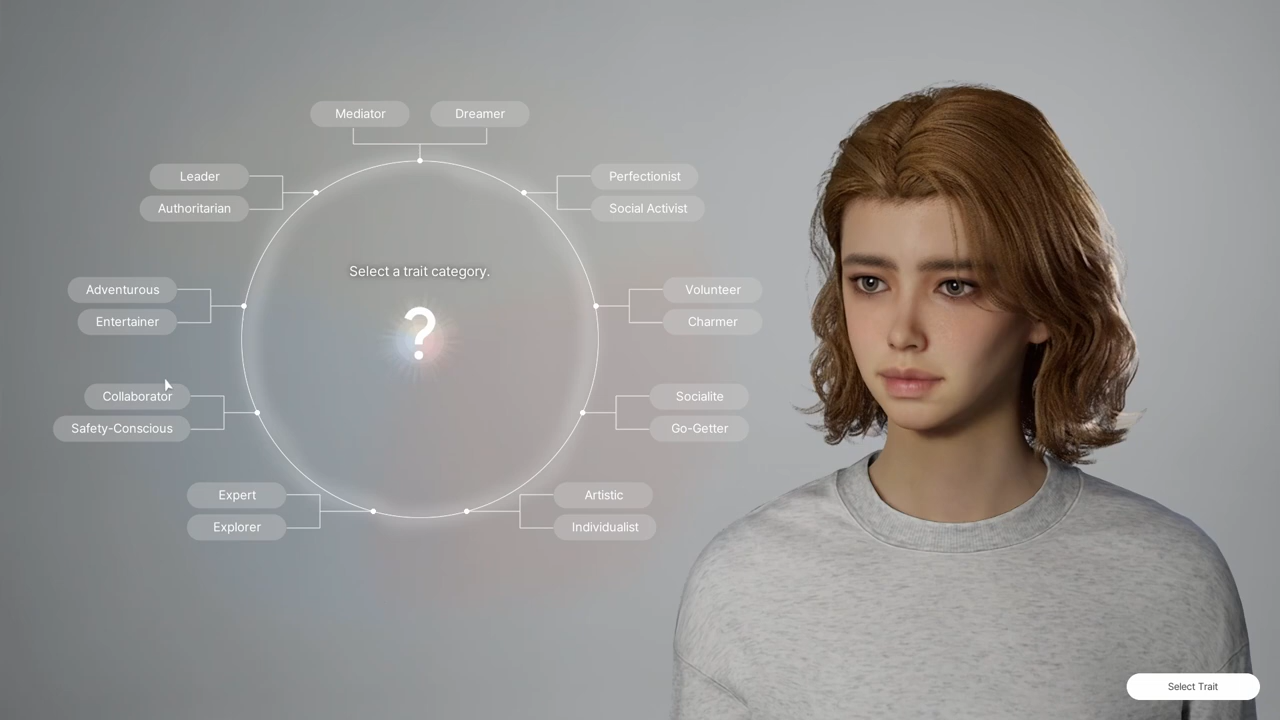 Mediator
Dreamer
Leader
Authoritarian
Perfectionist
Social Activist
Select a trait category.
?
Adventurous
Entertainer
Volunteer
Charmer
Collaborator
Safety-Conscious
Socialite
Go-Getter
Expert
Explorer
Artistic
Individualist
Select Trait